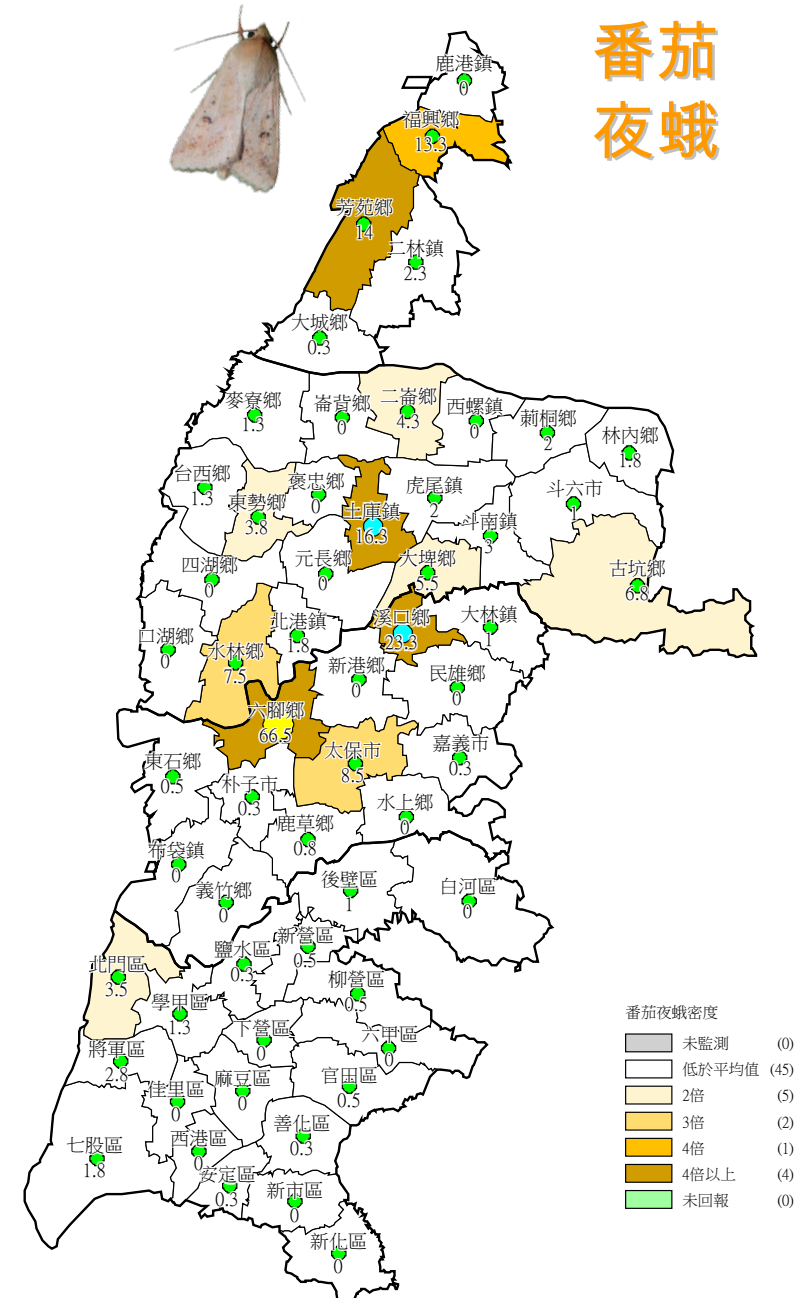 番茄
夜蛾
鹿港鎮
0
福興鄉
13.3
芳苑鄉
14
二林鎮
2.3
大城鄉
0.3
麥寮鄉
1.3
崙背鄉
0
二崙鄉
4.3
西螺鎮
0
莿桐鄉
2
林內鄉
1.8
台西鄉
1.3
東勢鄉
3.8
褒忠鄉
0
土庫鎮
16.3
虎尾鎮
2
斗南鎮
3
斗六市
1
四湖鄉
0
元長鄉
0
大埤鄉
5.5
古坑鄉
6.8
口湖鄉
0
水林鄉
7.5
北港鎮
1.8
溪口鄉
23.3
大林鎮
1
新港鄉
0
民雄鄉
0
六腳鄉
66.5
太保市
8.5
嘉義市
0.3
東石鄉
0.5
朴子市
0.3
水上鄉
0
鹿草鄉
0.8
布袋鎮
0
義竹鄉
0
後壁區
1
白河區
0
鹽水區
0.3
新營區
0.5
北門區
3.5
柳營區
0.5
學甲區
1.3
下營區
0
六甲區
0
將軍區
2.8
佳里區
0
麻豆區
0
官田區
0.5
七股區
1.8
西港區
0
善化區
0.3
安定區
0.3
新市區
0
新化區
0
番茄夜蛾密度
未監測 (0)
低於平均值 (45)
2倍 (5)
3倍 (2)
4倍 (1)
4倍以上 (4)
未回報 (0)